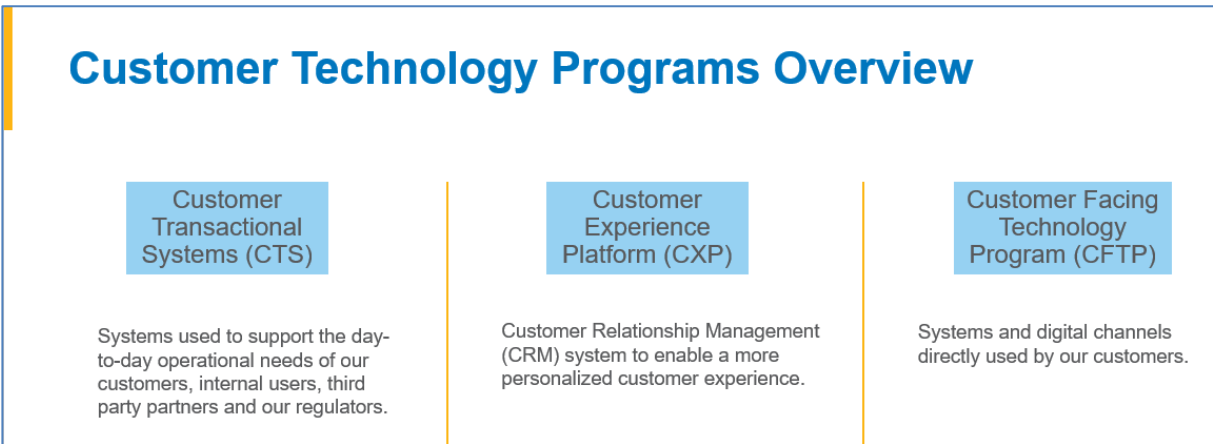 Customer Technology Programs Overview
Customer
Transactional
Systems (CTS)
Systems used to support the day-
to-day operational needs of our
customers, internal users, third
party partners and our regulators.
Customer
Experience
Platform (CXP)
Customer Relationship Management
(CRM) system to enable a more
personalized customer experience.
Customer Facing
Technology
Program (CFTP)
Systems and digital channels
directly used by our customers.